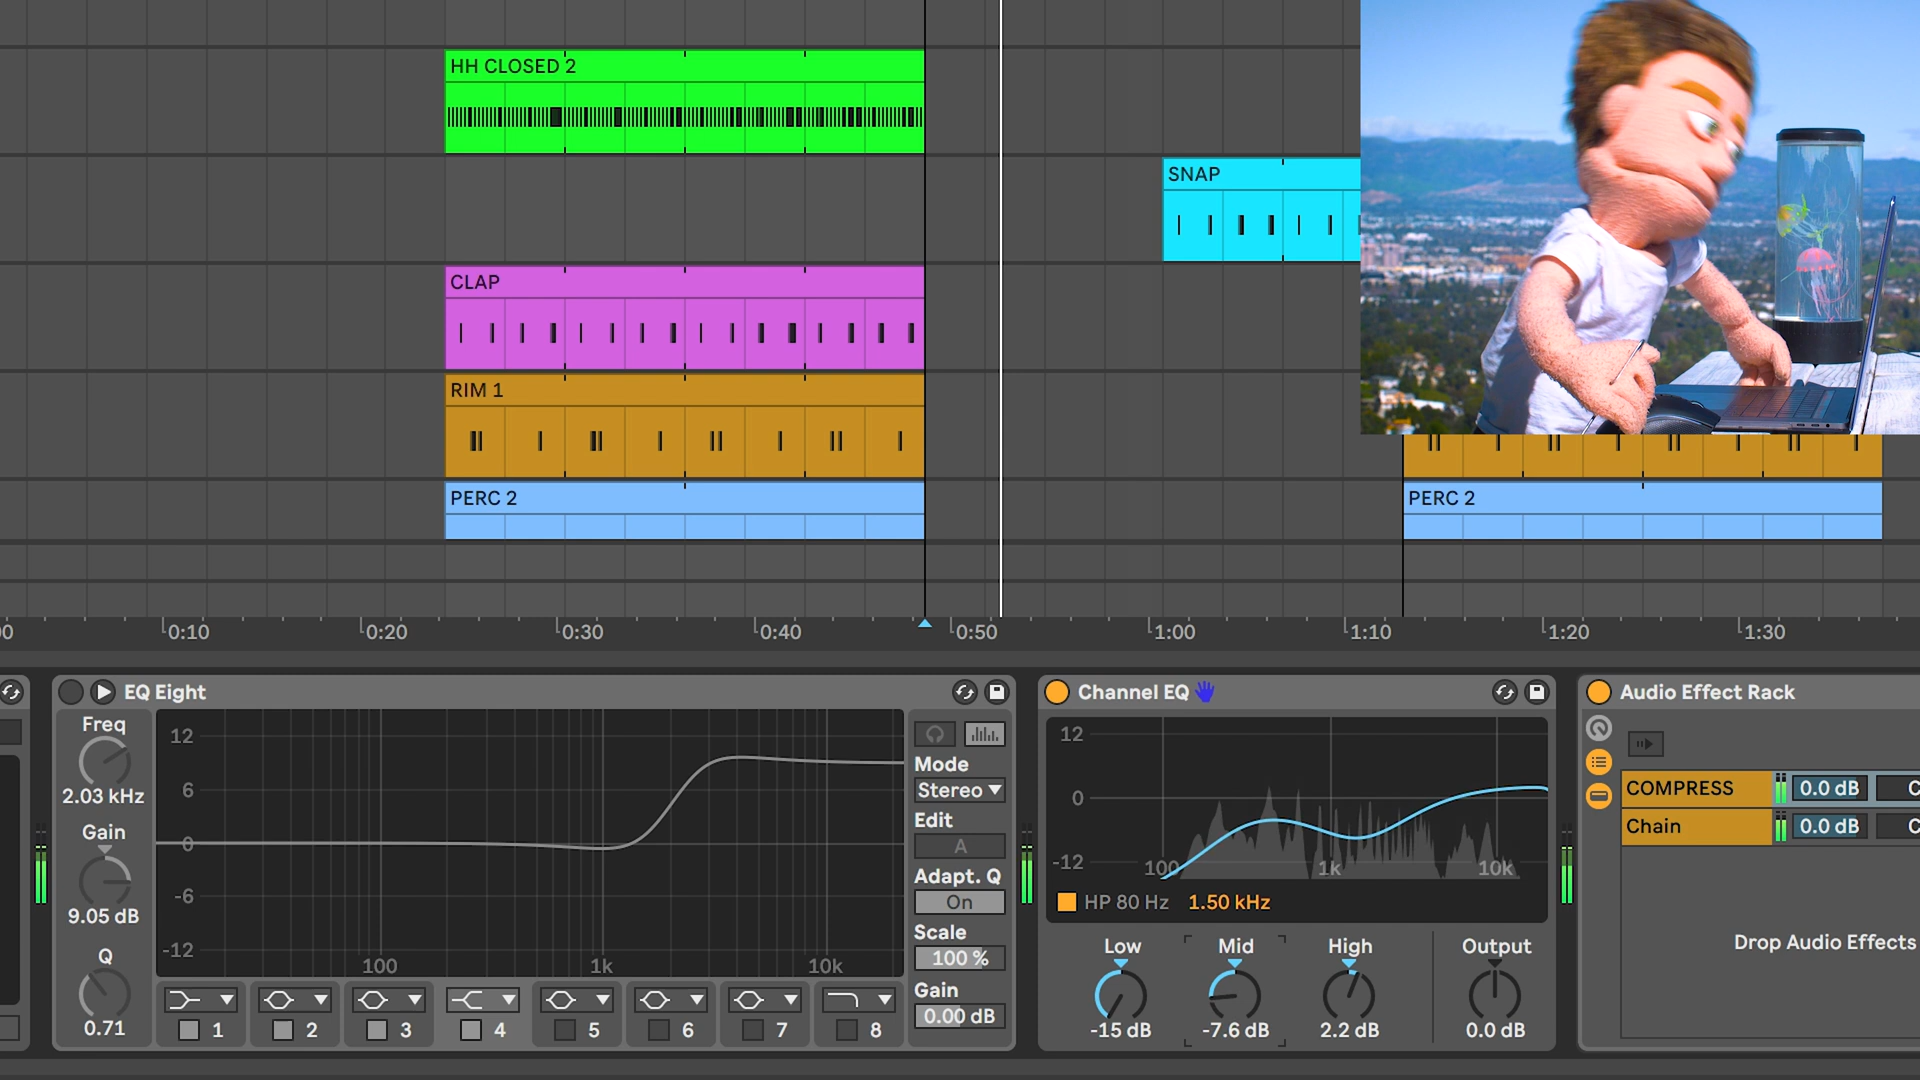 HH CLOSED 2
SNAP
CLAP
RIM 1
PERC 2
PERC 2
0:10
0:20
0:30
0:40
0:50
1:00
1:10
1:20
1:30
EQ Eight
Freq
2.03 kHz
Gain
9.05 dB
Q
0.71
12
6
0
-6
-12
100
1k
10k
1
2
3
4
5
6
7
8
Mode
Stereo
Edit
A
Adapt. Q
On
Scale
100 %
Gain
0.00 dB
Channel EQ
12
0
-12
100
1k
10k
HP 80 Hz 1.50 kHz
Low Mid High Output
-15 dB -7.6 dB 2.2 dB 0.0 dB
Audio Effect Rack
COMPRESS 0.0 dB C
Chain 0.0 dB C
Drop Audio Effects